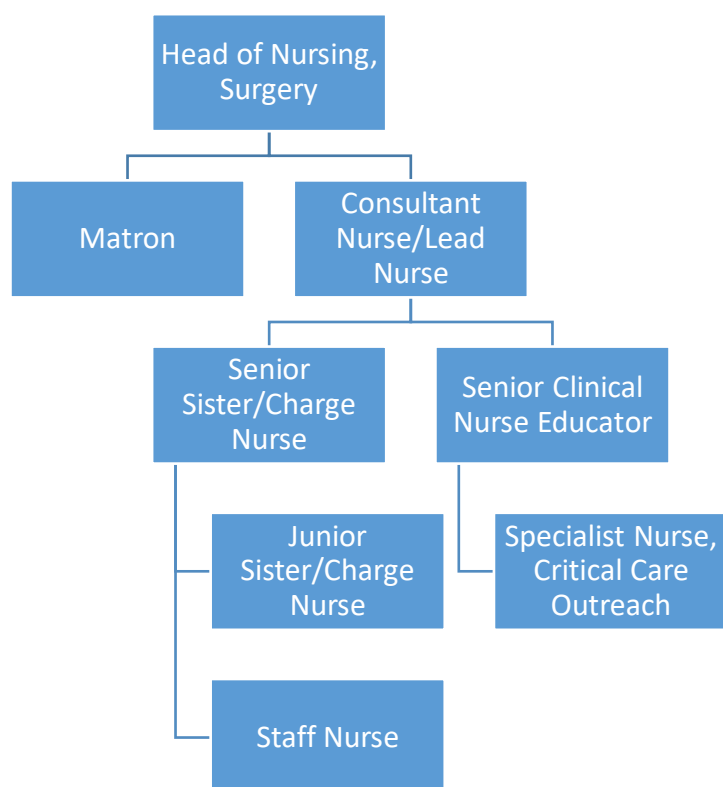 Head of Nursing,
Surgery
Matron
Consultant
Nurse/Lead
Nurse
Senior
Sister/Charge
Nurse
Senior Clinical
Nurse Educator
Junior
Sister/Charge
Nurse
Specialist Nurse,
Critical Care
Outreach
Staff Nurse